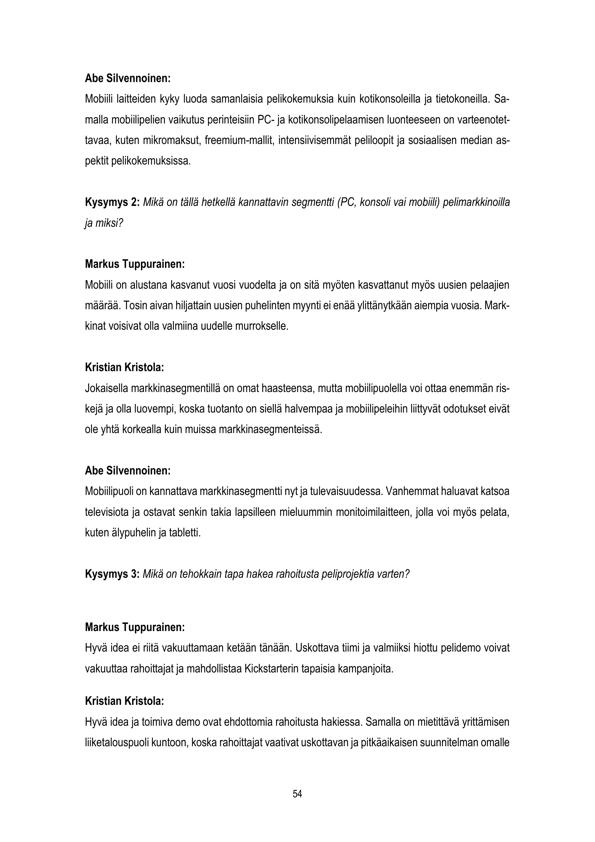 Abe Silvennoinen:
Mobiili laitteiden kyky luoda samanlaisia pelikokemuksia kuin kotikonsoleilla ja tietokoneilla. Sa-
malla mobiilipelien vaikutus perinteisiin PC- ja kotikonsolipelaamisen luonteeseen on varteenotet-
tavaa, kuten mikromaksut, freemium-mallit, intensiivisemmät peliloopit ja sosiaalisen median as-
pektit pelikokemuksissa.
Kysymys 2: Mikä on tällä hetkellä kannattavin segmentti (PC, konsoli vai mobiili) pelimarkkinoilla
ja miksi?
Markus Tuppurainen:
Mobiili on alustana kasvanut vuosi vuodelta ja on sitä myöten kasvattanut myös uusien pelaajien
määrää. Tosin aivan hiljattain uusien puhelinten myynti ei enää ylittänytkään aiempia vuosia. Mark-
kinat voisivat olla valmiina uudelle murrokselle.
Kristian Kristola:
Jokaisella markkinasegmentillä on omat haasteensa, mutta mobiilipuolella voi ottaa enemmän ris-
kejä ja olla luovempi, koska tuotanto on siellä halvempaa ja mobiilipeleihin liittyvät odotukset eivät
ole yhtä korkealla kuin muissa markkinasegmenteissä.
Abe Silvennoinen:
Mobiilipuoli on kannattava markkinasegmentti nyt ja tulevaisuudessa. Vanhemmat haluavat katsoa
televisiota ja ostavat senkin takia lapsilleen mieluummin monitoimilaitteen, jolla voi myös pelata,
kuten älypuhelin ja tabletti.
Kysymys 3: Mikä on tehokkain tapa hakea rahoitusta peliprojektia varten?
Markus Tuppurainen:
Hyvä idea ei riitä vakuuttamaan ketään tänään. Uskottava tiimi ja valmiiksi hiottu pelidemo voivat
vakuuttaa rahoittajat ja mahdollistaa Kickstarterin tapaisia kampanjoita.
Kristian Kristola:
Hyvä idea ja toimiva demo ovat ehdottomia rahoitusta hakiessa. Samalla on mietittävä yrittämisen
liiketalouspuoli kuntoon, koska rahoittajat vaativat uskottavan ja pitkäaikaisen suunnitelman omalle
54